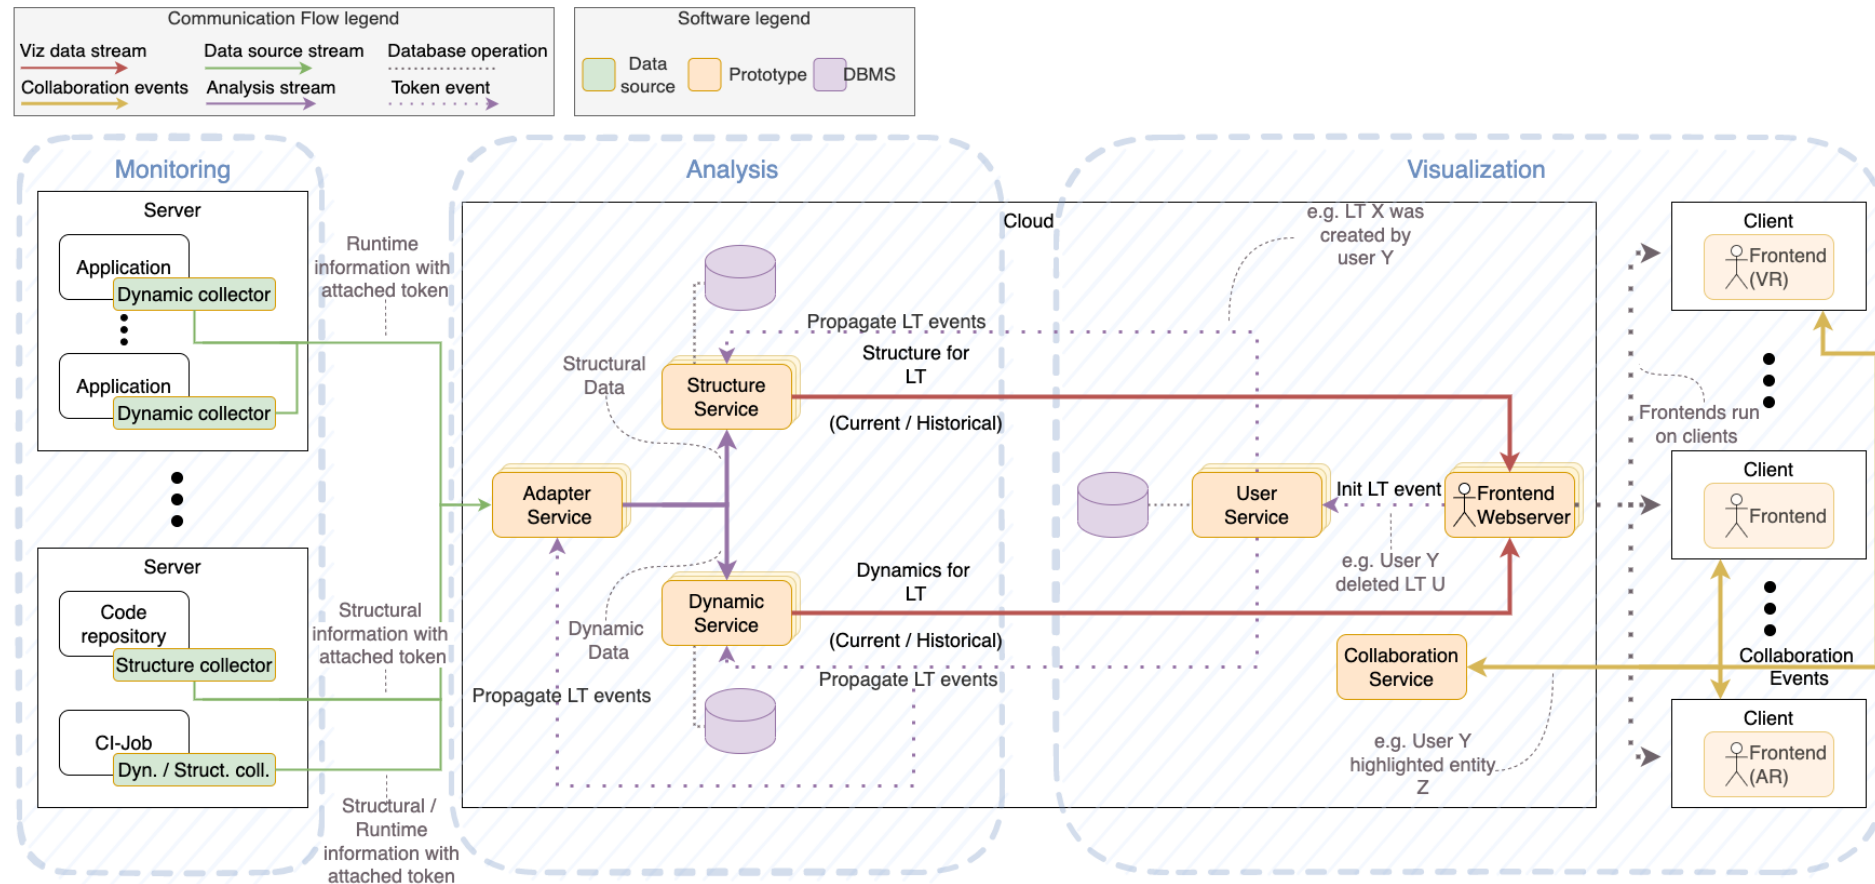 Communication Flow legend
Viz data stream
Data source stream
Database operation
Collaboration events
Analysis stream
Token event
Software legend
Data
source
Prototype
DBMS
Monitoring
Analysis
Visualization
Server
Application
Dynamic collector
Application
Dynamic collector
Server
Code
repository
Structure collector
CI-Job
Dyn. / Struct. coll.
Runtime
information with
attached token
Structural
information with
attached token
Structural /
Runtime
information with
attached token
Cloud
Propagate LT events
Structural
Data
Structure
Service
Structure for
LT
(Current / Historical)
Adapter
Service
Dynamic
Data
Dynamic
Service
Dynamics for
LT
(Current / Historical)
Propagate LT events
Propagate LT events
e.g. LT X was
created by
user Y
User
Service
Init LT event
Frontend
Webserver
e.g. User Y
deleted LT U
Collaboration
Service
e.g. User Y
highlighted entity
Z
Client
Frontend
(VR)
Frontends run
on clients
Client
Frontend
Collaboration
Events
Client
Frontend
(AR)